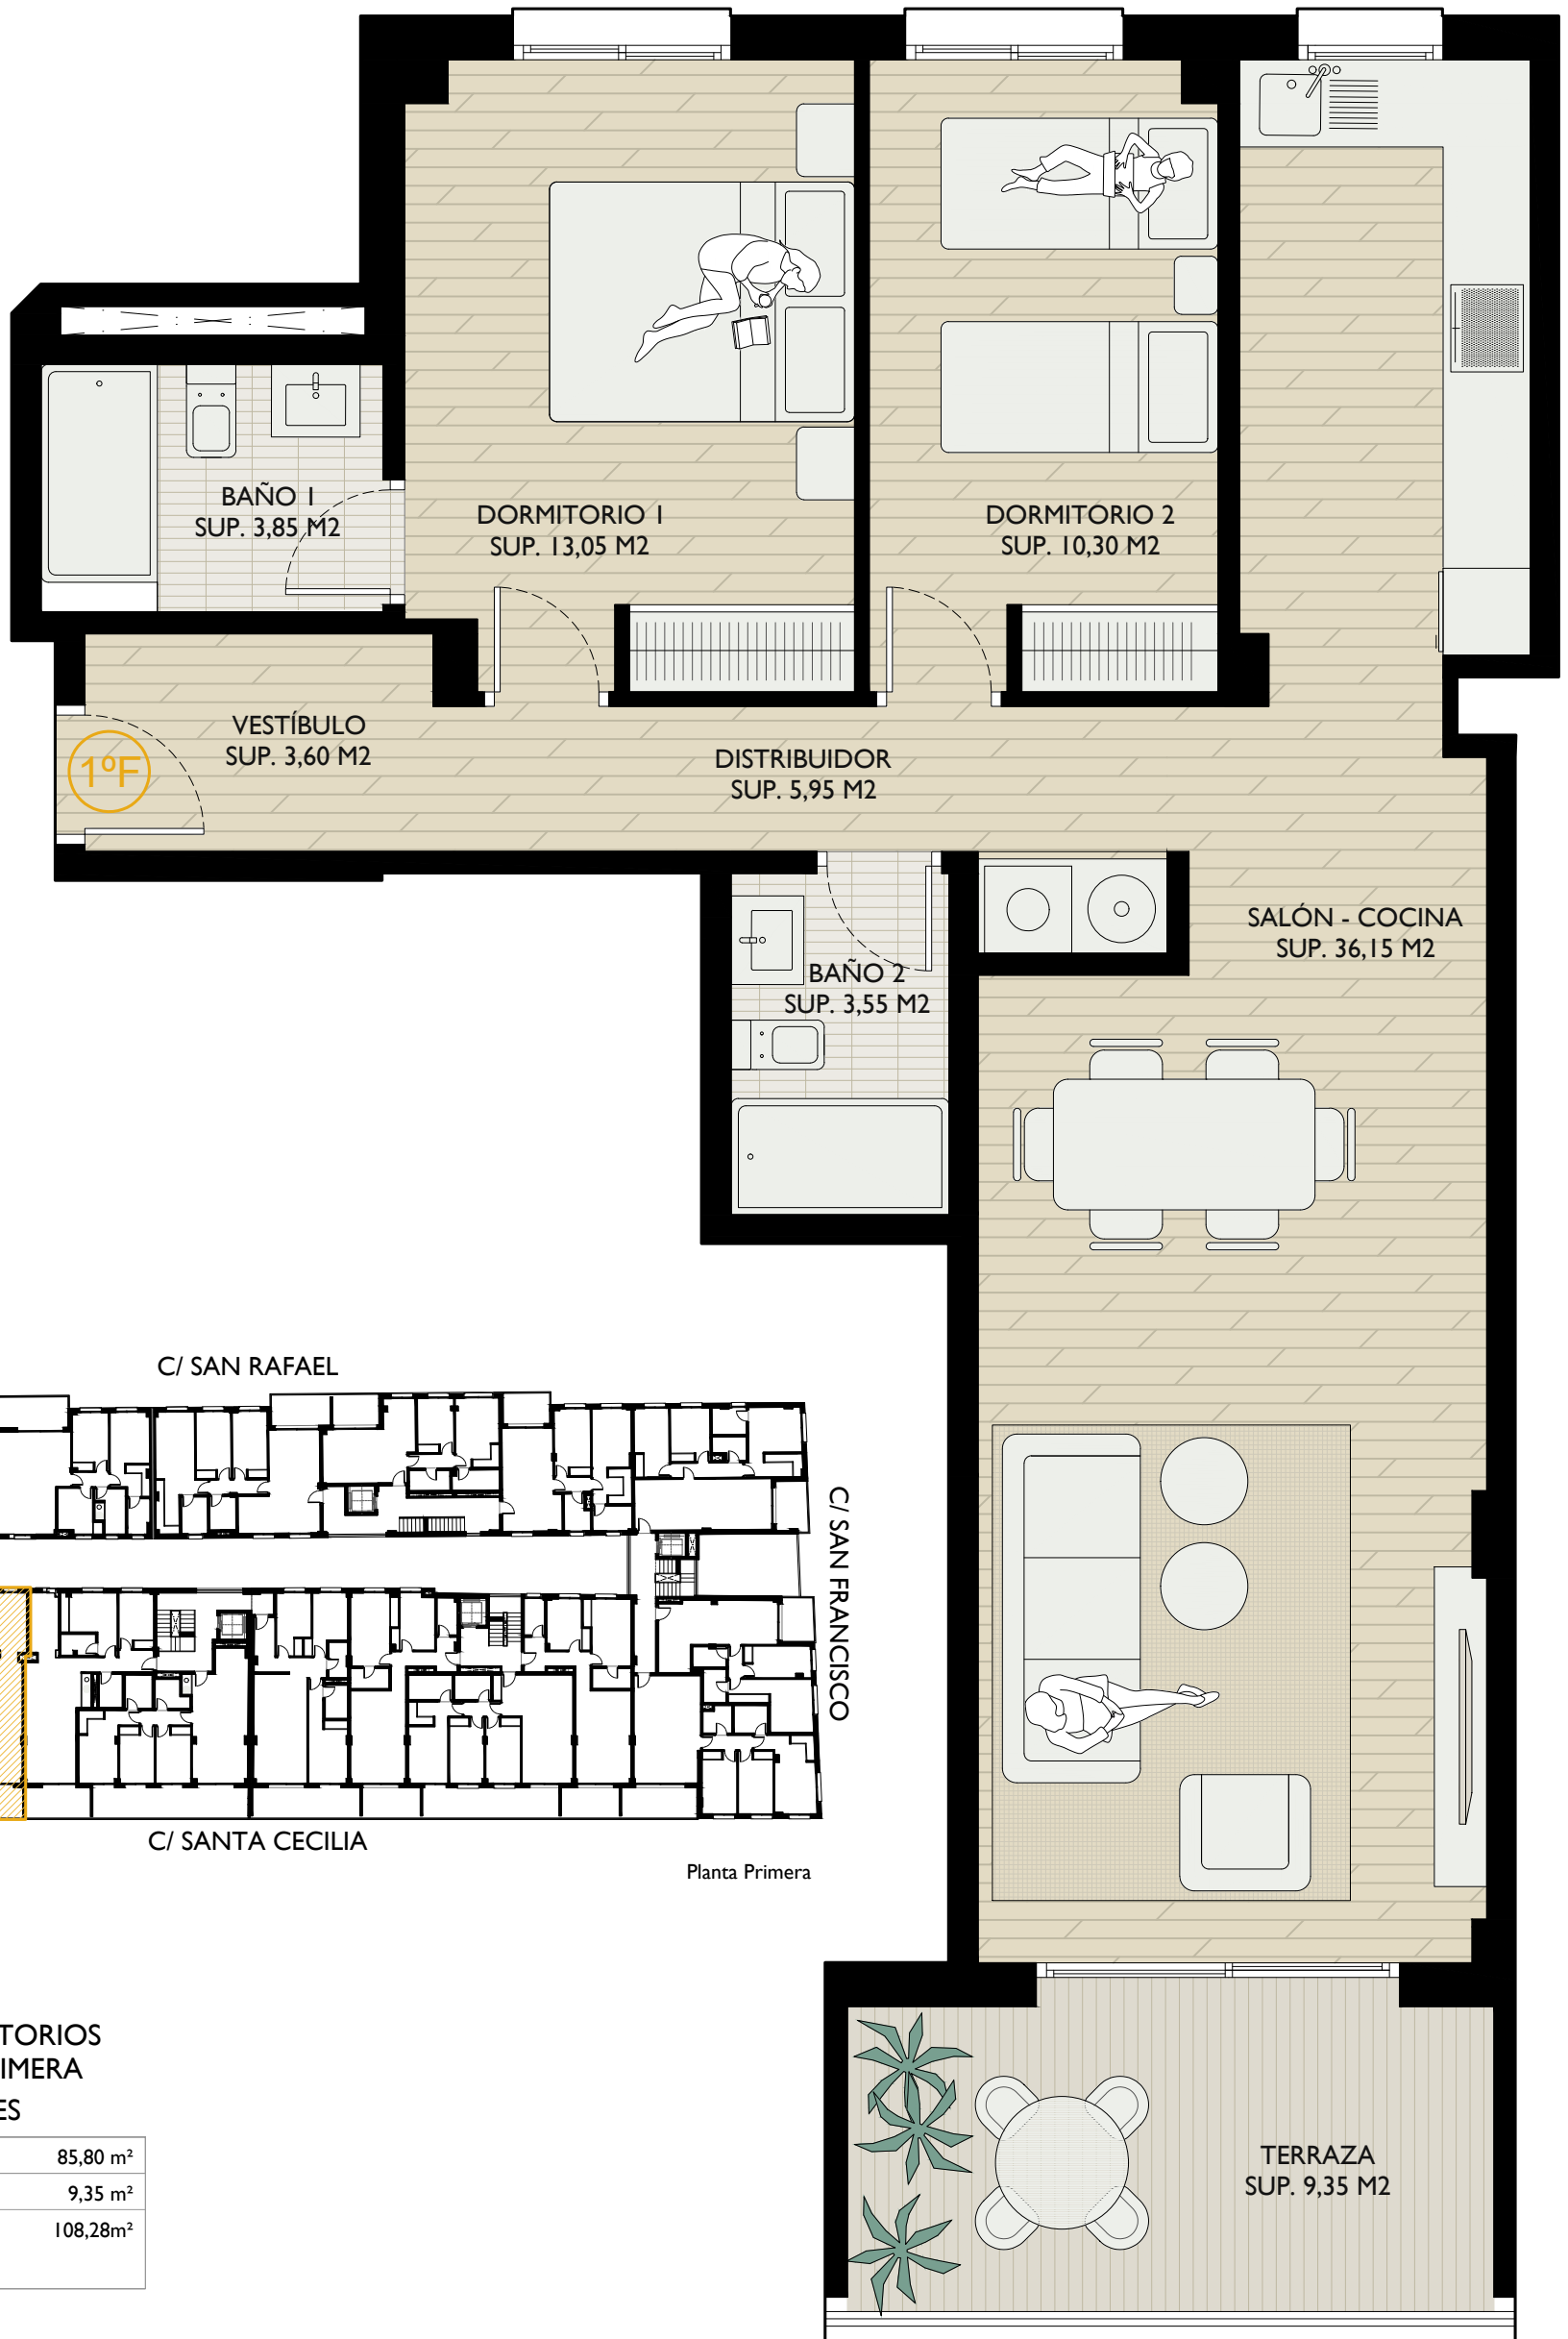 BAÑO 1
SUP. 3,85 M2
DORMITORIO 1
SUP. 13,05 M2
DORMITORIO 2
SUP. 10,30 M2
VESTÍBULO
SUP. 3,60 M2
1ºF
DISTRIBUIDOR
SUP. 5,95 M2
SALÓN - COCINA
SUP. 36,15 M2
BAÑO 2
SUP. 3,55 M2
C/ SAN RAFAEL
C/ SAN FRANCISCO
C/ SANTA CECILIA
Planta Primera
TORIOS
IMERA
ES
85,80 m²
9,35 m²
108,28m²
TERRAZA
SUP. 9,35 M2